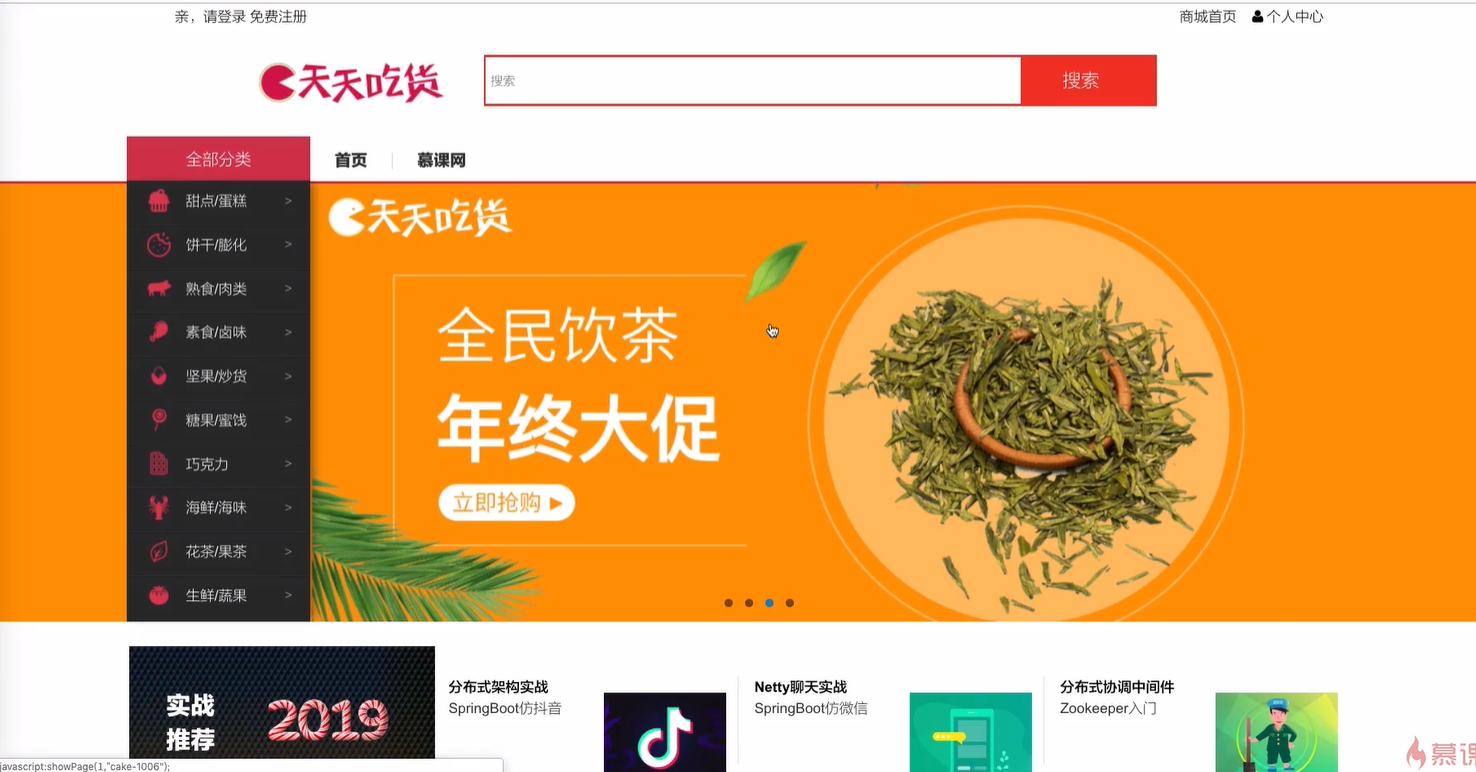 亲，请登录 免费注册
商城首页 个人中心
天天吃货
搜索
搜索
全部分类
首页
慕课网
甜点/蛋糕 >
饼干/膨化 >
熟食/肉类 >
素食/卤味 >
坚果/炒货 >
糖果/蜜饯 >
巧克力 >
海鲜/海味 >
花茶/果茶 >
生鲜/蔬果 >
天天吃货
全民饮茶
年终大促
立即抢购
实战
推荐
2019
分布式架构实战
SpringBoot仿抖音
Netty聊天实战
SpringBoot仿微信
分布式协调中间件
Zookeeper入门
javascript:showPage(1,"cake-1006");
慕课